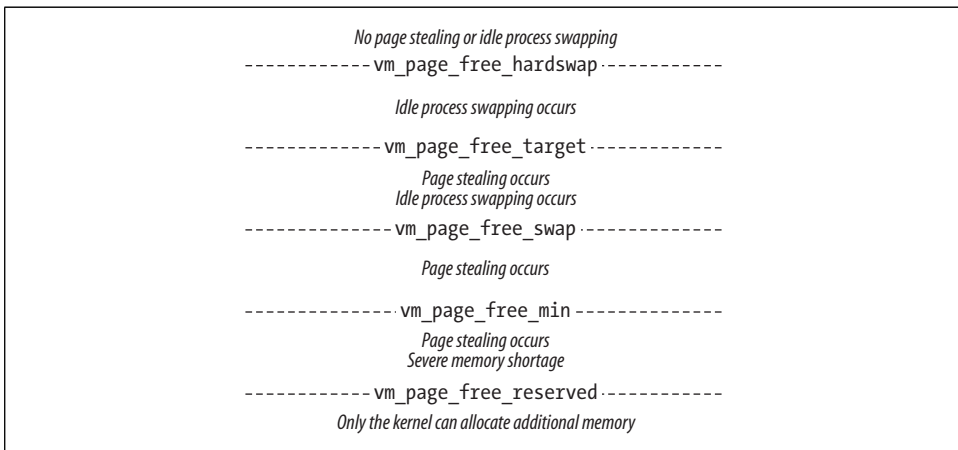 No page stealing or idle process swapping
------------vm_page_free_hardswap-----------
Idle process swapping occurs
-------------vm_page_free_target------------
Page stealing occurs
Idle process swapping occurs
--------------vm_page_free_swap-------------
Page stealing occurs
--------------vm_page_free_min--------------
Page stealing occurs
Severe memory shortage
------------vm_page_free_reserved-----------
Only the kernel can allocate additional memory